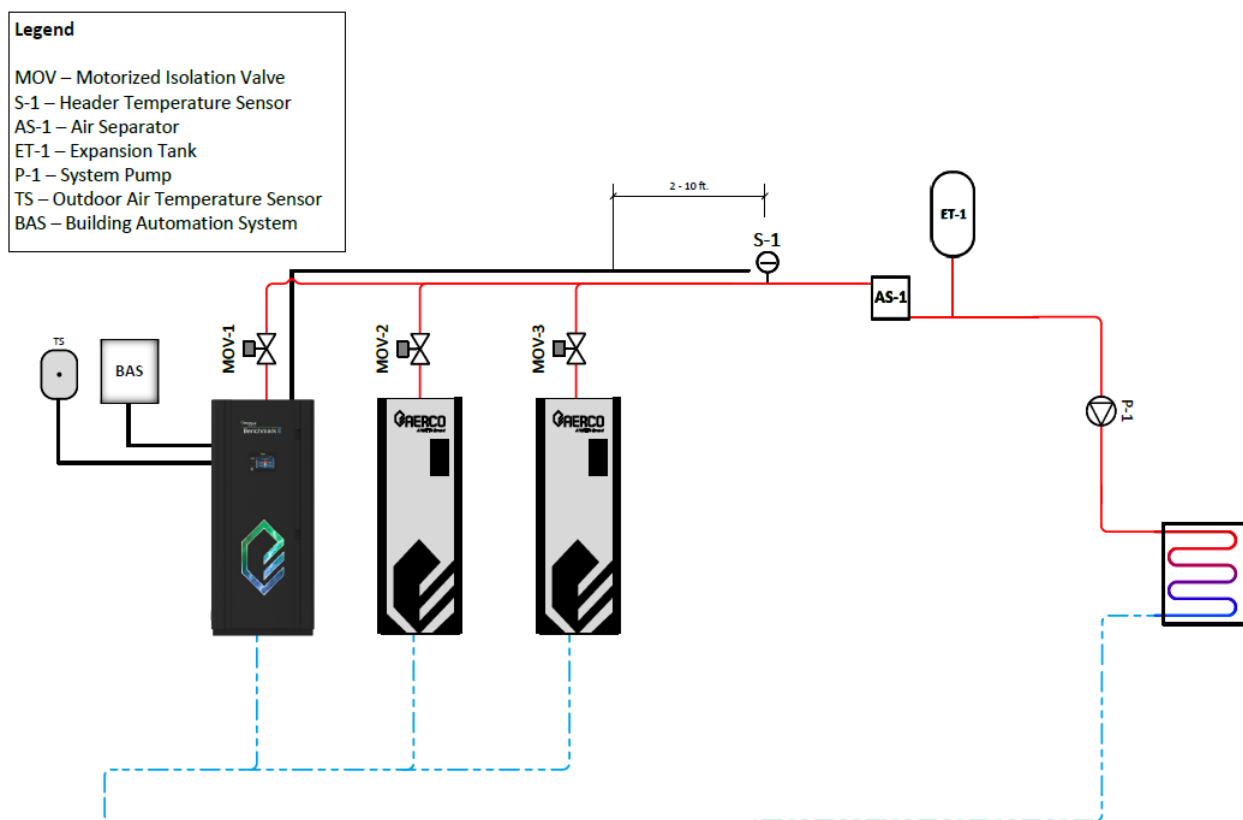 Legend
MOV – Motorized Isolation Valve
S-1 – Header Temperature Sensor
AS-1 – Air Separator
ET-1 – Expansion Tank
P-1 – System Pump
TS – Outdoor Air Temperature Sensor
BAS – Building Automation System
2 - 10 ft.
ET-1
S-1
AS-1
MOV-1
MOV-2
MOV-3
TS
BAS
P-1
Benchmark E
AERCO
AERCO